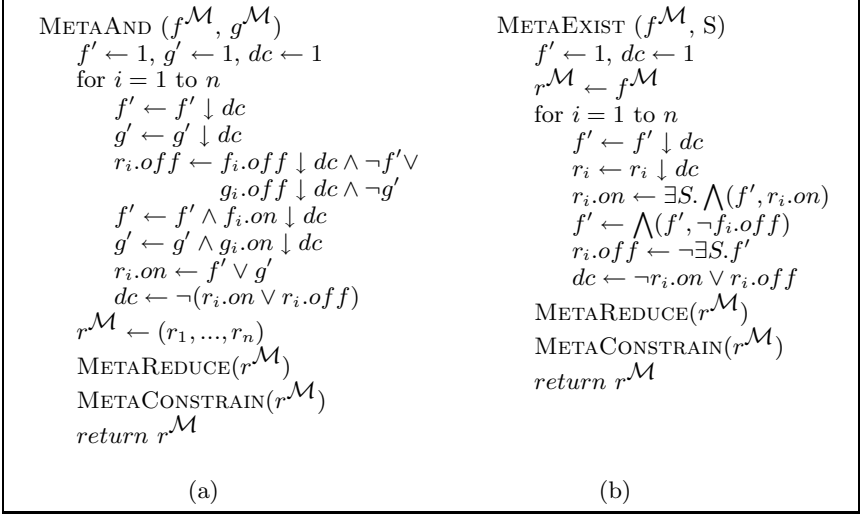 METAAND (f^M, g^M)
f′ ← 1, g′ ← 1, dc ← 1
for i = 1 to n
f′ ← f′ ↓ dc
g′ ← g′ ↓ dc
r_i.off ← f_i.off ↓ dc ∧ ¬f′∨
g_i.off ↓ dc ∧ ¬g′
f′ ← f′ ∧ f_i.on ↓ dc
g′ ← g′ ∧ g_i.on ↓ dc
r_i.on ← f′ ∨ g′
dc ← ¬(r_i.on ∨ r_i.off)
r^M ← (r_1, ..., r_n)
METAREDUCE(r^M)
METACONSTRAIN(r^M)
return r^M
(a)
METAEXIST (f^M, S)
f′ ← 1, dc ← 1
r^M ← f^M
for i = 1 to n
f′ ← f′ ↓ dc
r_i ← r_i ↓ dc
r_i.on ← ∃S. ⋀(f′, r_i.on)
f′ ← ⋀(f′, ¬f_i.off)
r_i.off ← ¬∃S.f′
dc ← ¬r_i.on ∨ r_i.off
METAREDUCE(r^M)
METACONSTRAIN(r^M)
return r^M
(b)